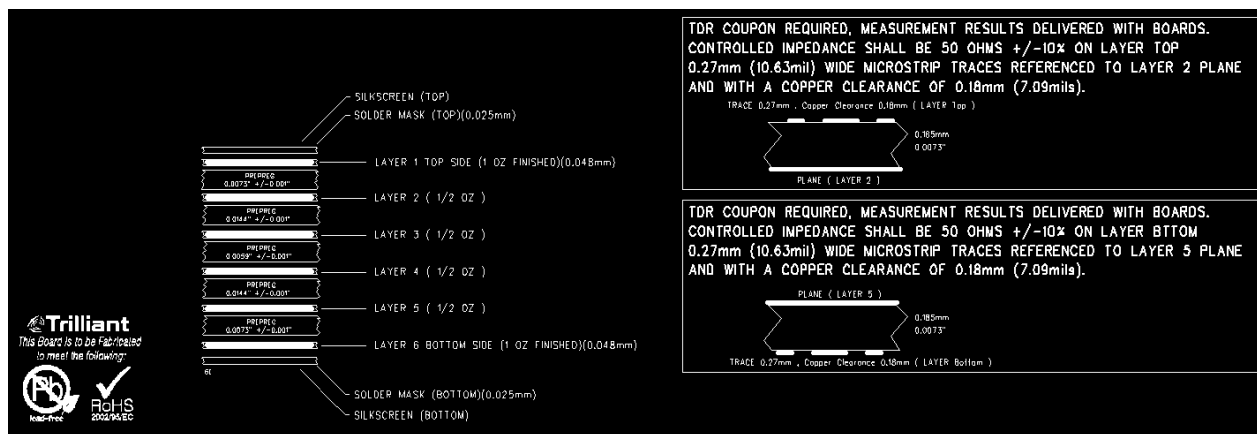 SILKSCREEN (TOP)
SOLDER MASK (TOP)(0.025mm)
LAYER 1 TOP SIDE (1 OZ FINISHED)(0.048mm)
PREPREG
0.0073" +/-0.001"
LAYER 2 ( 1/2 OZ )
PREPREG
0.0144" +/-0.001"
LAYER 3 ( 1/2 OZ )
PREPREG
0.0059" +/-0.001"
LAYER 4 ( 1/2 OZ )
PREPREG
0.0144" +/-0.001"
LAYER 5 ( 1/2 OZ )
PREPREG
0.0073" +/-0.001"
LAYER 6 BOTTOM SIDE (1 OZ FINISHED)(0.048mm)
SOLDER MASK (BOTTOM)(0.025mm)
SILKSCREEN (BOTTOM)
Trilliant
This Board is to be Fabricated
to meet the following:
Pb
lead-free
RoHS
2002/95/EC
TDR COUPON REQUIRED, MEASUREMENT RESULTS DELIVERED WITH BOARDS.
CONTROLLED IMPEDANCE SHALL BE 50 OHMS +/-10% ON LAYER TOP
0.27mm (10.63mil) WIDE MICROSTRIP TRACES REFERENCED TO LAYER 2 PLANE
AND WITH A COPPER CLEARANCE OF 0.18mm (7.09mils).
TRACE 0.27mm , Copper Clearance 0.18mm ( LAYER Top )
0.185mm
0.0073"
PLANE ( LAYER 2 )
TDR COUPON REQUIRED, MEASUREMENT RESULTS DELIVERED WITH BOARDS.
CONTROLLED IMPEDANCE SHALL BE 50 OHMS +/-10% ON LAYER BTTOM
0.27mm (10.63mil) WIDE MICROSTRIP TRACES REFERENCED TO LAYER 5 PLANE
AND WITH A COPPER CLEARANCE OF 0.18mm (7.09mils).
PLANE ( LAYER 5 )
0.185mm
0.0073"
TRACE 0.27mm , Copper Clearance 0.18mm ( LAYER Bottom )